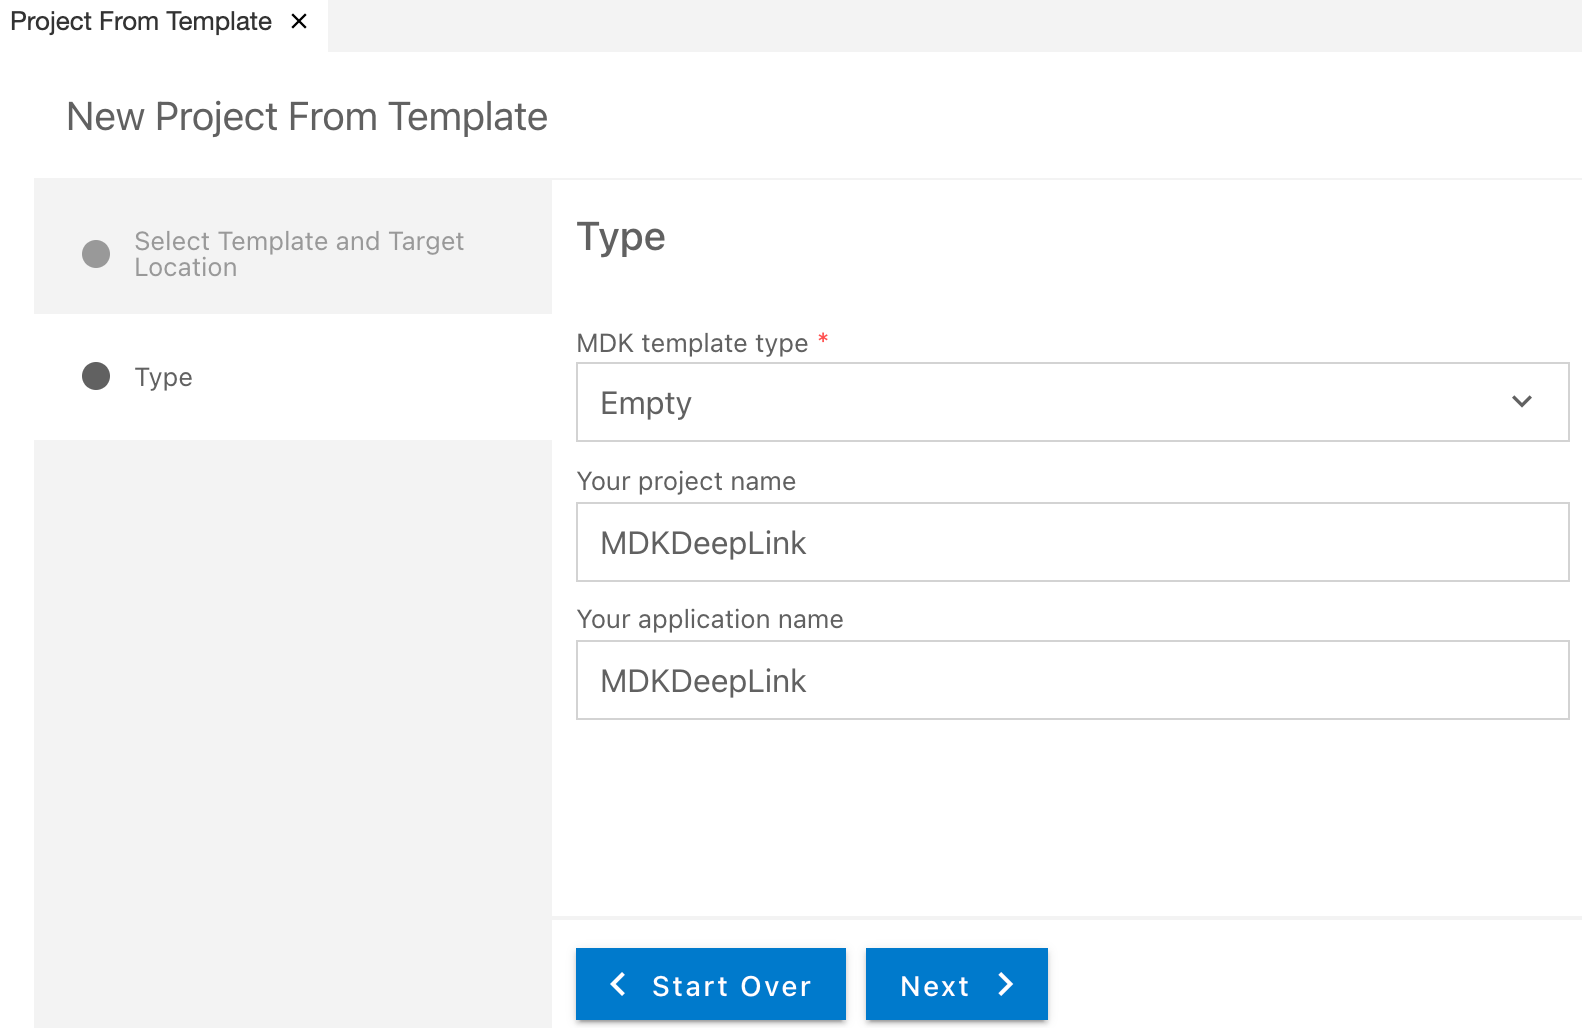 Project From Template
New Project From Template
Select Template and Target
Location
Type
Type
MDK template type *
Empty
Your project name
MDKDeepLink
Your application name
MDKDeepLink
Start Over
Next